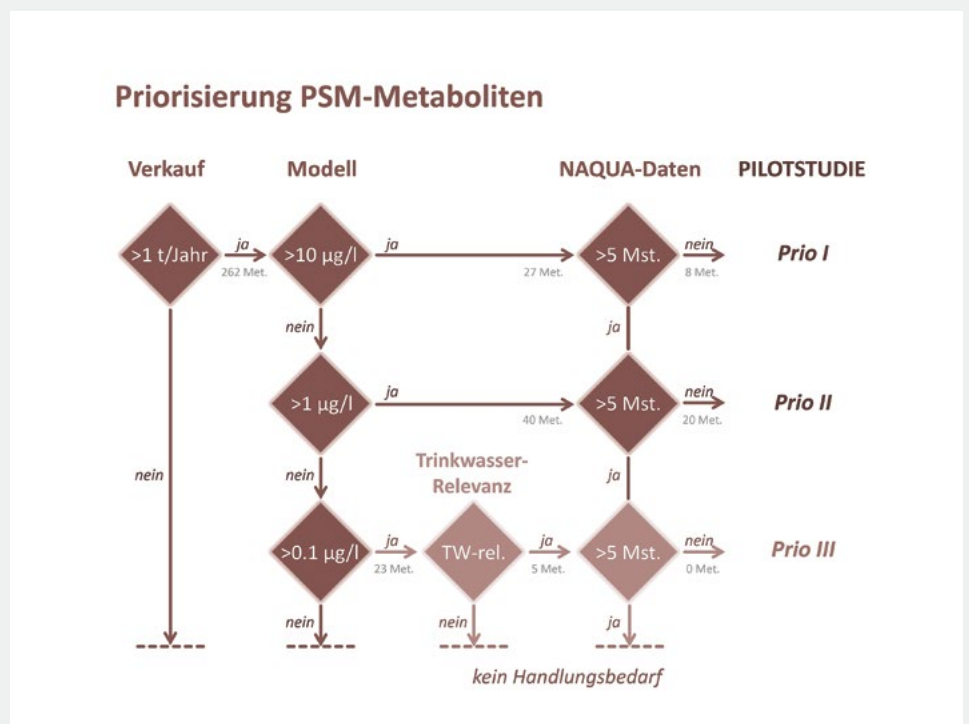 Priorisierung PSM-Metaboliten
Verkauf
Modell
NAQUA-Daten
PILOTSTUDIE
>1 t/Jahr
ja
262 Met.
>10 µg/l
ja
27 Met.
>5 Mst.
nein
8 Met.
Prio I
nein
ja
>1 µg/l
ja
40 Met.
>5 Mst.
nein
20 Met.
Prio II
nein
nein
Trinkwasser-
Relevanz
ja
>0.1 µg/l
ja
23 Met.
TW-rel.
ja
5 Met.
>5 Mst.
nein
0 Met.
Prio III
nein
nein
ja
kein Handlungsbedarf